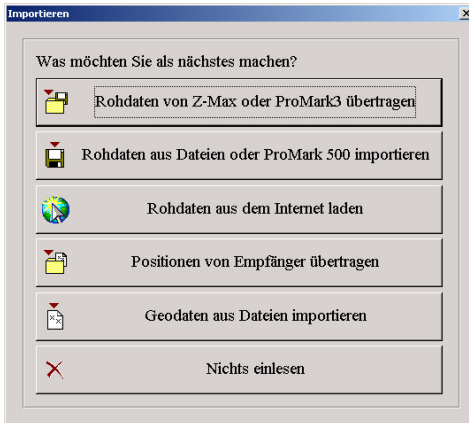 Importieren
Was möchten Sie als nächstes machen?
Rohdaten von Z-Max oder ProMark3 übertragen
Rohdaten aus Dateien oder ProMark 500 importieren
Rohdaten aus dem Internet laden
Positionen von Empfänger übertragen
Geodaten aus Dateien importieren
Nichts einlesen